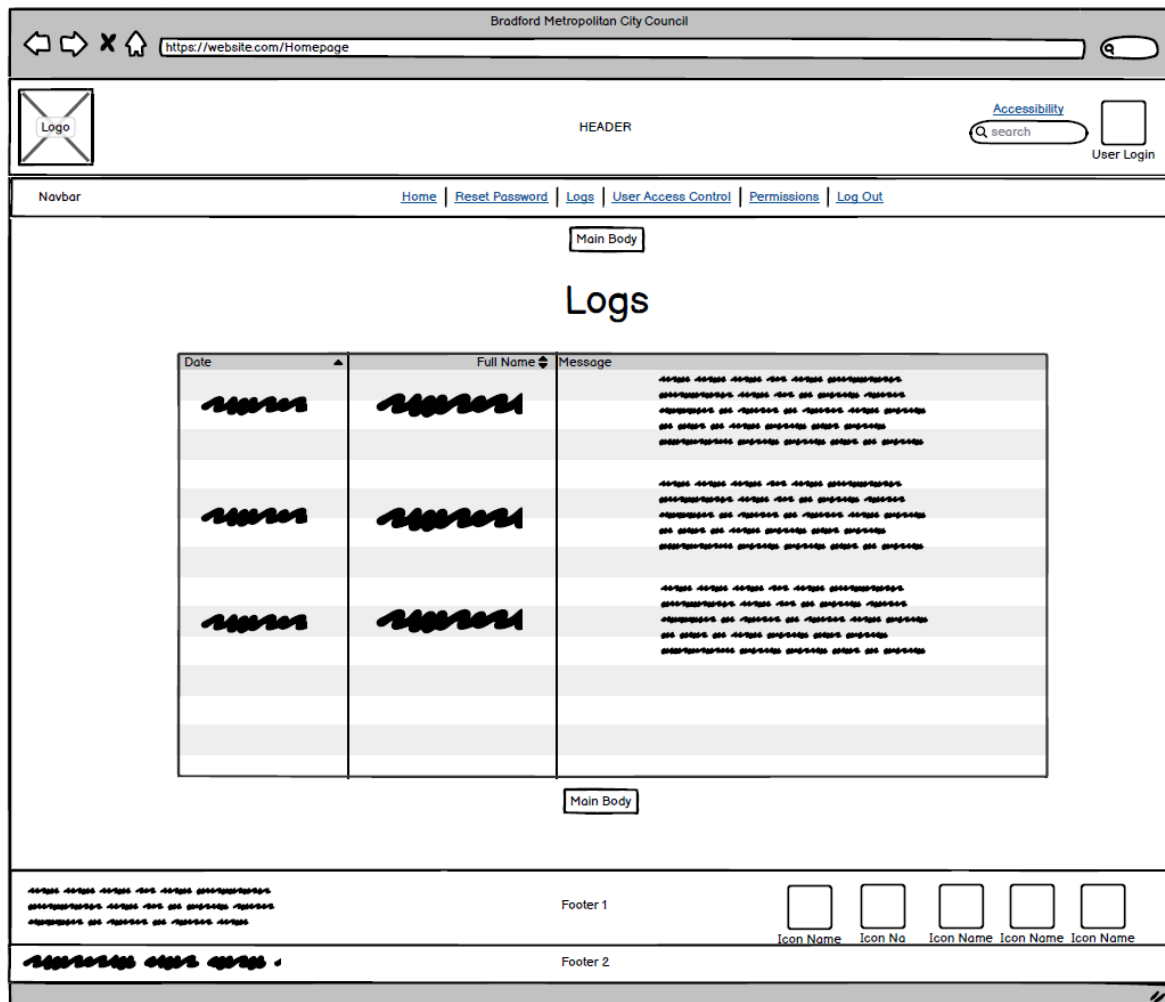 Bradford Metropolitan City Council
https://website.com/Homepage
Logo
HEADER
Accessibility
search
User Login
Navbar
Home Reset Password Logs User Access Control Permissions Log Out
Main Body
Logs
Date Full Name Message
Main Body
Footer 1
Icon Name Icon Na Icon Name Icon Name Icon Name
Footer 2